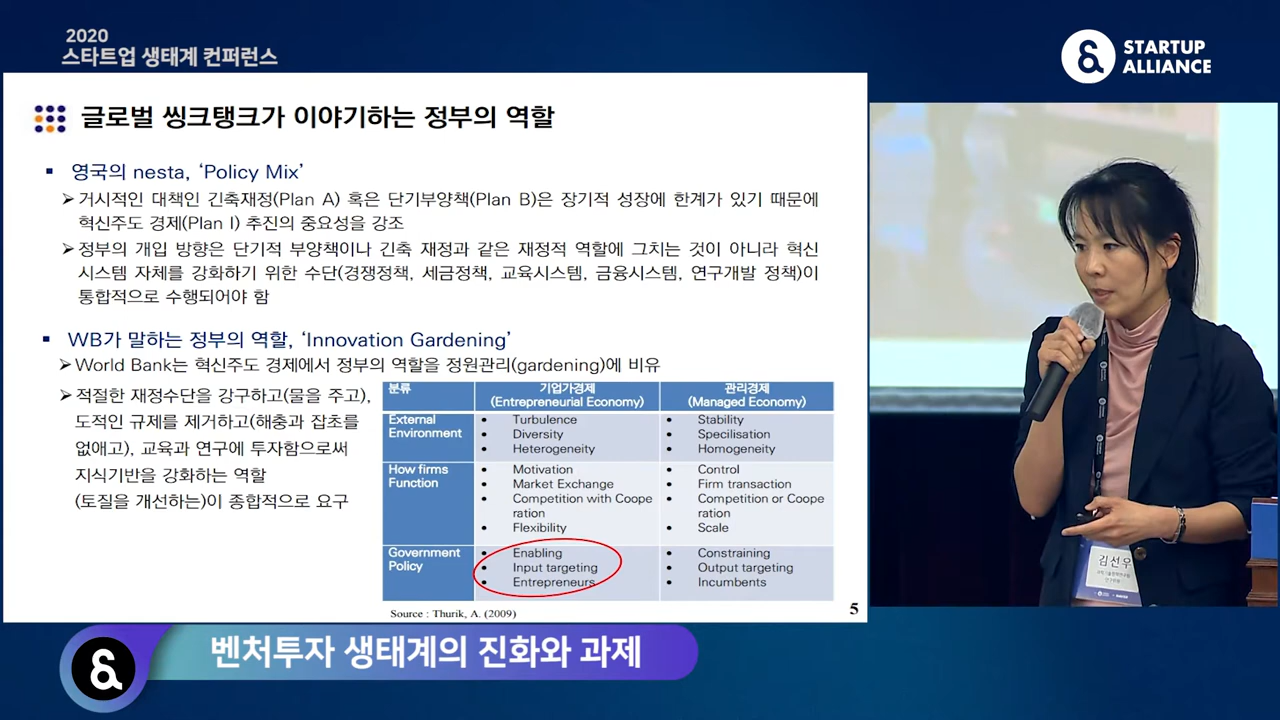 2020
스타트업 생태계 컨퍼런스
STARTUP
ALLIANCE
글로벌 씽크탱크가 이야기하는 정부의 역할
▪ 영국의 nesta, ‘Policy Mix’
➢거시적인 대책인 긴축재정(Plan A) 혹은 단기부양책(Plan B)은 장기적 성장에 한계가 있기 때문에
혁신주도 경제(Plan I) 추진의 중요성을 강조
➢정부의 개입 방향은 단기적 부양책이나 긴축 재정과 같은 재정적 역할에 그치는 것이 아니라 혁신
시스템 자체를 강화하기 위한 수단(경쟁정책, 세금정책, 교육시스템, 금융시스템, 연구개발 정책)이
통합적으로 수행되어야 함
▪ WB가 말하는 정부의 역할, ‘Innovation Gardening’
➢World Bank는 혁신주도 경제에서 정부의 역할을 정원관리(gardening)에 비유
➢적절한 재정수단을 강구하고(물을 주고),
도적인 규제를 제거하고(해충과 잡초를
없애고), 교육과 연구에 투자함으로써
지식기반을 강화하는 역할
(토질을 개선하는)이 종합적으로 요구
분류
기업가경제
(Entrepreneurial Economy)
관리경제
(Managed Economy)
External
Environment
• Turbulence
• Diversity
• Heterogeneity
• Stability
• Specilisation
• Homogeneity
How firms
Function
• Motivation
• Market Exchange
• Competition with Coope
ration
• Flexibility
• Control
• Firm transaction
• Competition or Coope
ration
• Scale
Government
Policy
• Enabling
• Input targeting
• Entrepreneurs
• Constraining
• Output targeting
• Incumbents
Source : Thurik, A. (2009)
5
김선우
벤처투자 생태계의 진화와 과제